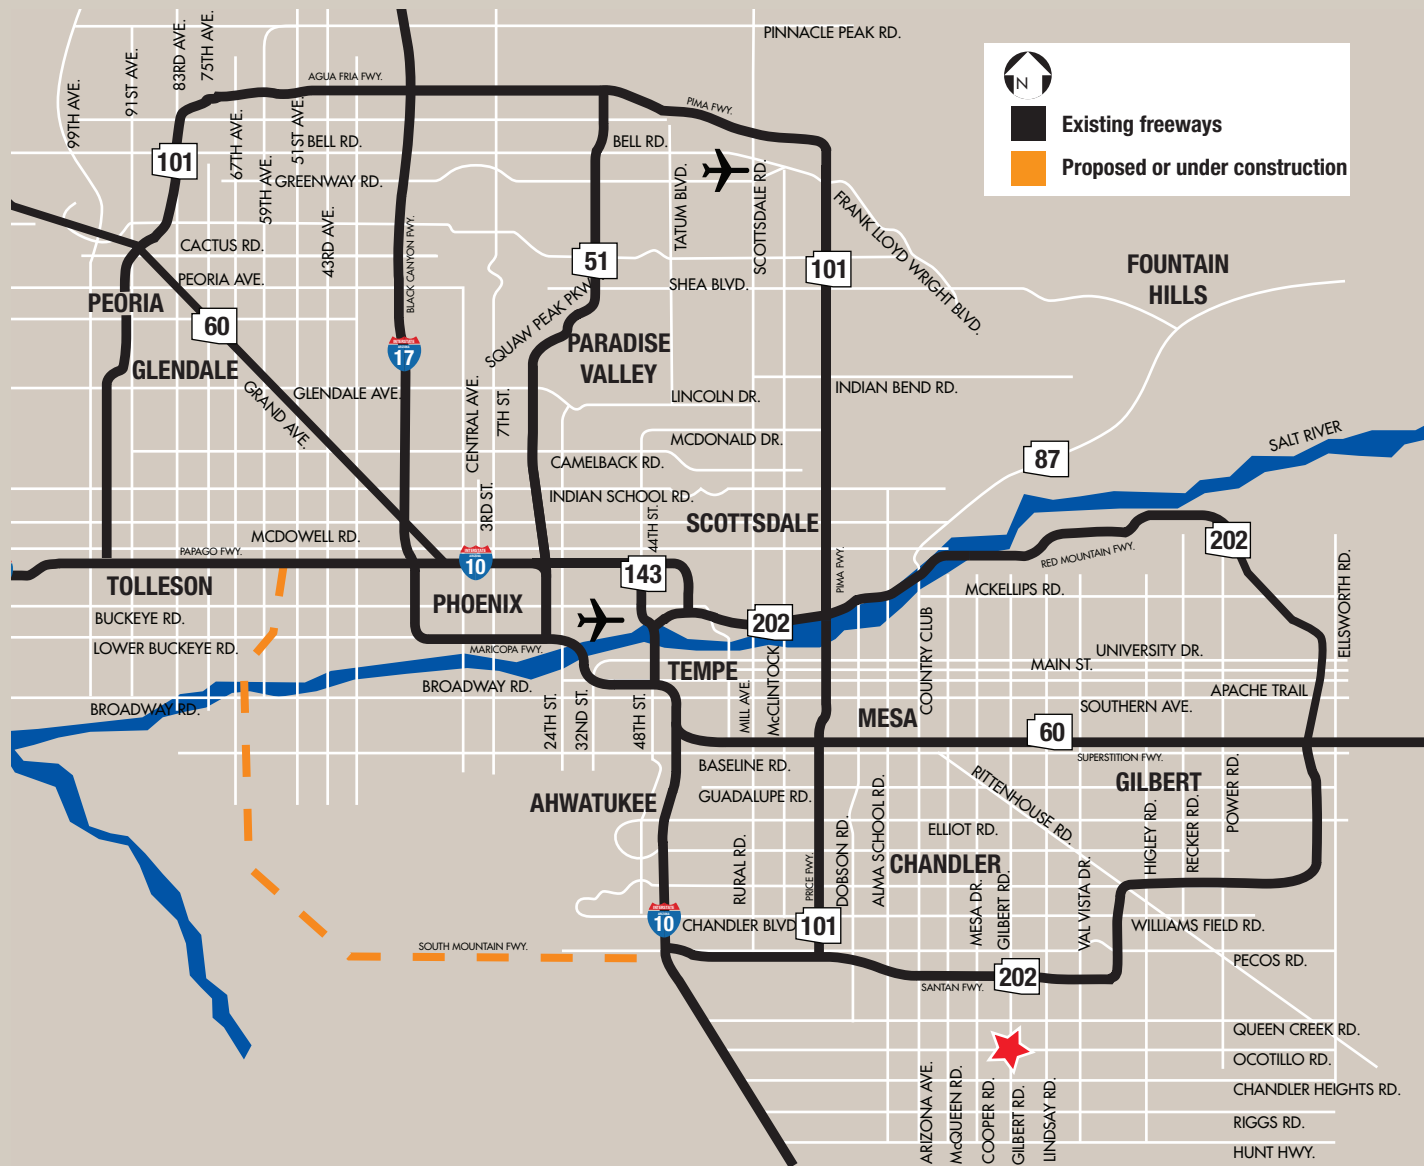 PINNACLE PEAK RD.
99TH AVE.
91ST AVE.
83RD AVE.
75TH AVE.
67TH AVE.
59TH AVE.
51ST AVE.
43RD AVE.
AGUA FRIA FWY.
PIMA FWY.
N
Existing freeways
Proposed or under construction
BELL RD.
BELL RD.
101
GREENWAY RD.
TATUM BLVD.
SCOTTSDALE RD.
FRANK LLOYD WRIGHT BLVD.
CACTUS RD.
BLACK CANYON FWY.
51
101
FOUNTAIN
HILLS
PEORIA AVE.
SHEA BLVD.
PEORIA
60
SQUAW PEAK PKW
INTERSTATE
17
PARADISE
VALLEY
GLENDALE
GRAND AVE.
GLENDALE AVE.
CENTRAL AVE.
7TH ST.
INDIAN BEND RD.
LINCOLN DR.
MCDONALD DR.
SALT RIVER
87
CAMELBACK RD.
INDIAN SCHOOL RD.
3RD ST.
44TH ST.
SCOTTSDALE
MCDOWELL RD.
PAPAGO FWY.
INTERSTATE
10
143
PIMA FWY.
RED MOUNTAIN FWY.
202
TOLLESON
PHOENIX
MCKELLIPS RD.
ELLSWORTH RD.
BUCKEYE RD.
202
LOWER BUCKEYE RD.
MARICOPA FWY.
COUNTRY CLUB
UNIVERSITY DR.
MAIN ST.
TEMPE
BROADWAY RD.
APACHE TRAIL
BROADWAY RD.
24TH ST.
32ND ST.
48TH ST.
MILL AVE.
McCLINTOCK
MESA
SOUTHERN AVE.
60
SUPERSTITION FWY.
BASELINE RD.
RITTENHOUSE RD.
GILBERT
POWER RD.
AHWATUKEE
GUADALUPE RD.
ELLIOT RD.
HIGLEY RD.
RECKER RD.
RURAL RD.
PRICE FWY.
DOBSON RD.
ALMA SCHOOL RD.
CHANDLER
MESA DR.
GILBERT RD.
VAL VISTA DR.
INTERSTATE
10
CHANDLER BLVD
101
WILLIAMS FIELD RD.
SOUTH MOUNTAIN FWY.
PECOS RD.
202
SANTAN FWY.
QUEEN CREEK RD.
OCOTILLO RD.
CHANDLER HEIGHTS RD.
ARIZONA AVE.
McQUEEN RD.
COOPER RD.
GILBERT RD.
LINDSAY RD.
RIGGS RD.
HUNT HWY.